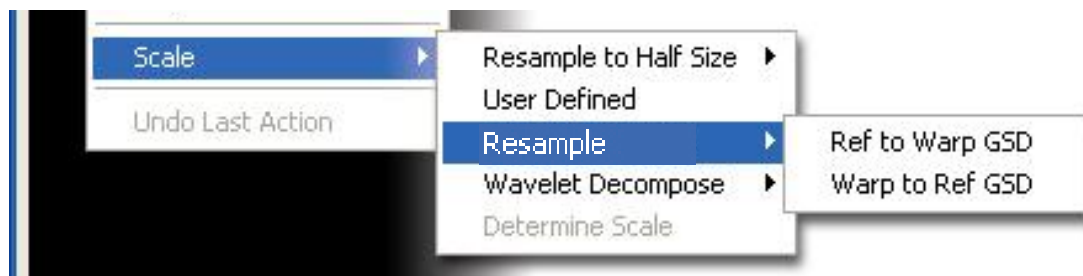 Scale
Undo Last Action
Resample to Half Size
User Defined
Resample
Wavelet Decompose
Determine Scale
Ref to Warp GSD
Warp to Ref GSD